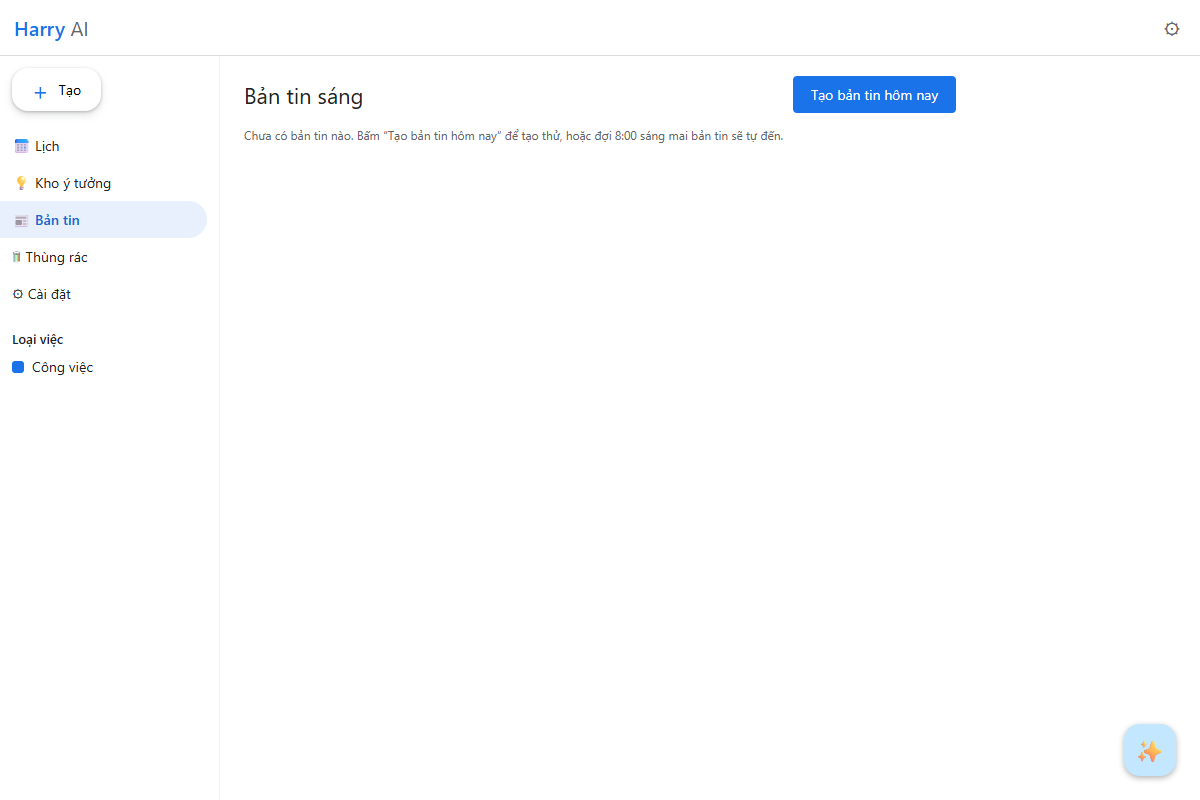 Harry AI
+ Tạo
Lịch
Kho ý tưởng
Bản tin
Thùng rác
Cài đặt
Loại việc
Công việc
Bản tin sáng
Tạo bản tin hôm nay
Chưa có bản tin nào. Bấm “Tạo bản tin hôm nay” để tạo thử, hoặc đợi 8:00 sáng mai bản tin sẽ tự đến.